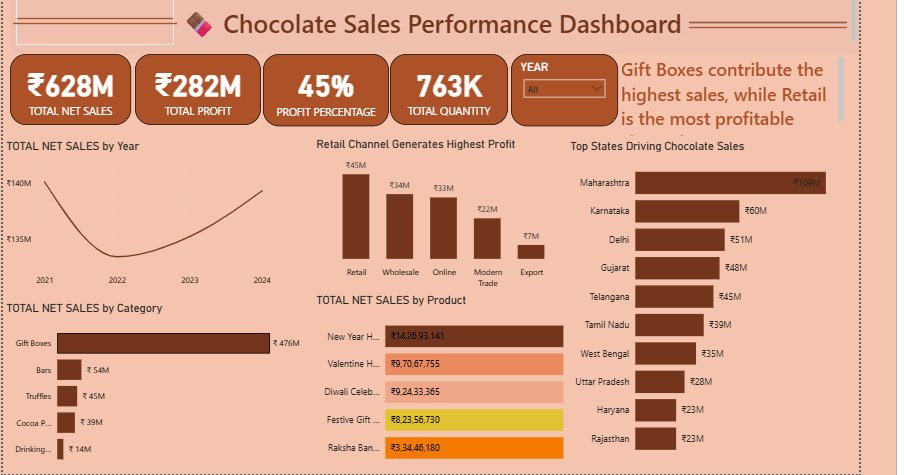 Chocolate Sales Performance Dashboard
₹628M
TOTAL NET SALES
₹282M
TOTAL PROFIT
45%
PROFIT PERCENTAGE
763K
TOTAL QUANTITY
YEAR
All
Gift Boxes contribute the
highest sales, while Retail
is the most profitable
TOTAL NET SALES by Year
₹140M
₹135M
2021
2022
2023
2024
Retail Channel Generates Highest Profit
₹45M
₹34M
₹33M
₹22M
₹7M
Retail
Wholesale
Online
Modern
Trade
Export
Top States Driving Chocolate Sales
Maharashtra ₹109M
Karnataka ₹60M
Delhi ₹51M
Gujarat ₹48M
Telangana ₹45M
Tamil Nadu ₹39M
West Bengal ₹35M
Uttar Pradesh ₹28M
Haryana ₹23M
Rajasthan ₹23M
TOTAL NET SALES by Category
Gift Boxes ₹ 476M
Bars ₹ 54M
Truffles ₹ 45M
Cocoa P... ₹ 39M
Drinking... ₹ 14M
TOTAL NET SALES by Product
New Year H... ₹14,26,93,141
Valentine H... ₹9,70,67,755
Diwali Celeb... ₹9,24,33,365
Festive Gift ... ₹8,23,56,730
Raksha Ban... ₹3,34,46,180